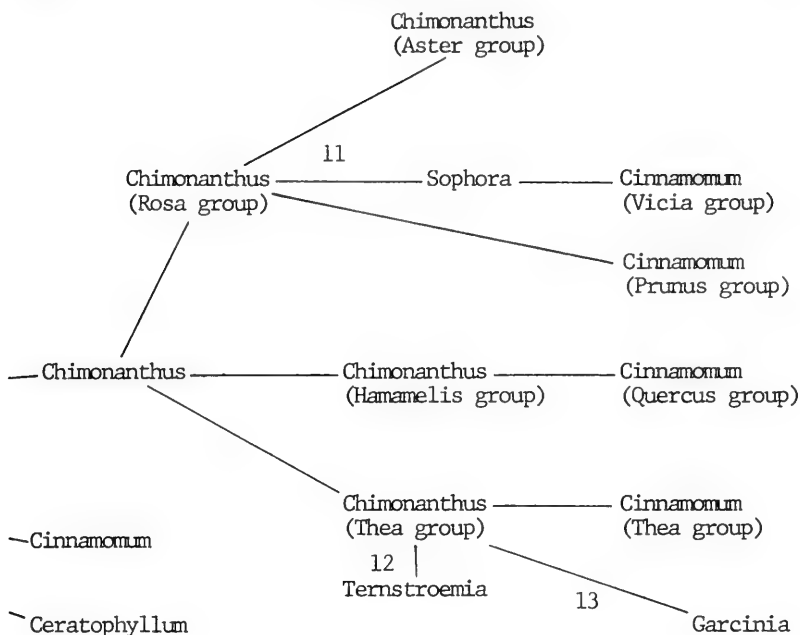 Chimonanthus
(Aster group)
11
Chimonanthus Sophora Cinnamomum
(Rosa group) (Vicia group)
Cinnamomum
(Prunus group)
Chimonanthus Chimonanthus Cinnamomum
(Hamamelis group) (Quercus group)
Chimonanthus Cinnamomum
(Thea group) (Thea group)
Cinnamomum
12
Ternstroemia
13
Ceratophyllum Garcinia